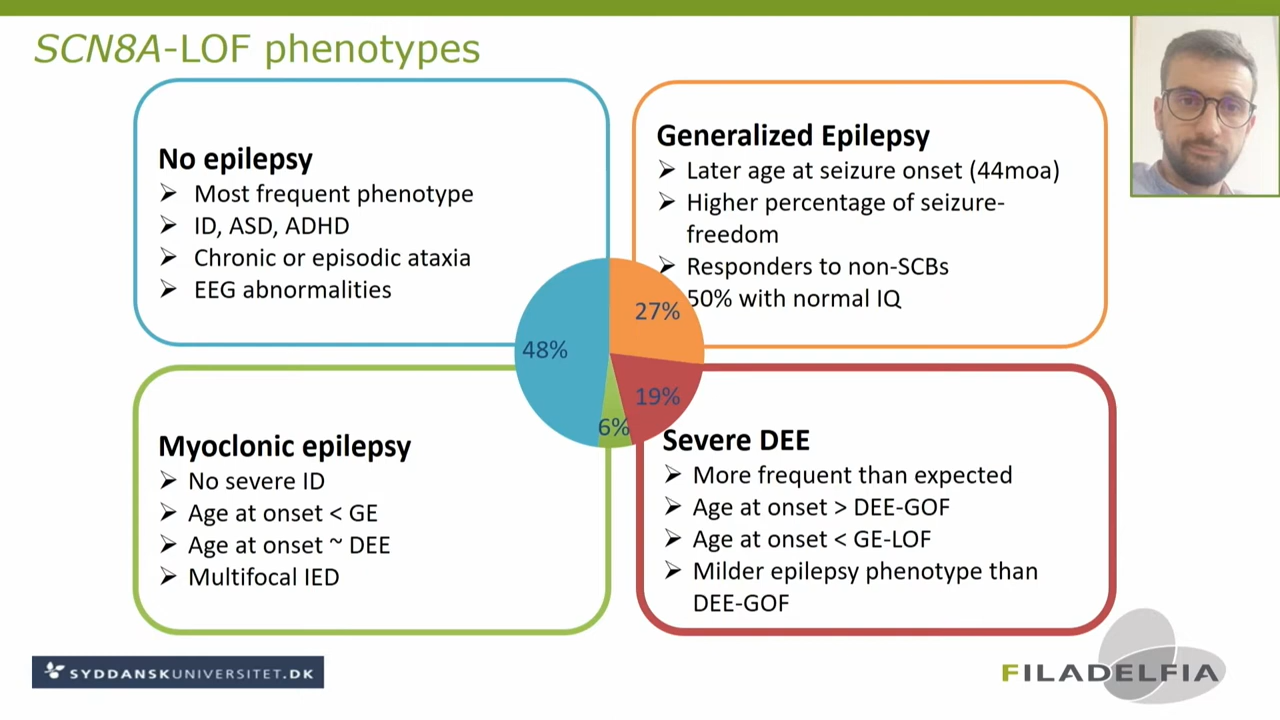 SCN8A-LOF phenotypes
No epilepsy
➢ Most frequent phenotype
➢ ID, ASD, ADHD
➢ Chronic or episodic ataxia
➢ EEG abnormalities
Generalized Epilepsy
➢ Later age at seizure onset (44moa)
➢ Higher percentage of seizure-
freedom
➢ Responders to non-SCBs
50% with normal IQ
27%
48%
19%
6%
Myoclonic epilepsy
➢ No severe ID
➢ Age at onset < GE
➢ Age at onset ~ DEE
➢ Multifocal IED
Severe DEE
➢ More frequent than expected
➢ Age at onset > DEE-GOF
➢ Age at onset < GE-LOF
➢ Milder epilepsy phenotype than
DEE-GOF
SYDDANSKUNIVERSITET.DK
FILADELFIA